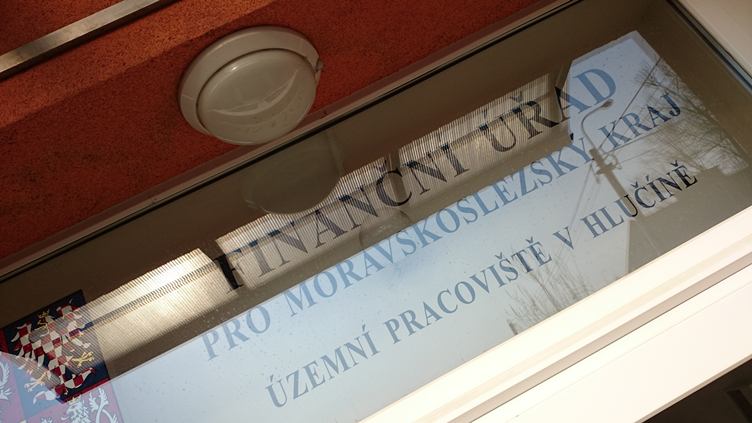 FINANČNÍ ÚŘAD
PRO MORAVSKOSLEZSKÝ KRAJ
ÚZEMNÍ PRACOVIŠTĚ V HLUČÍNĚ